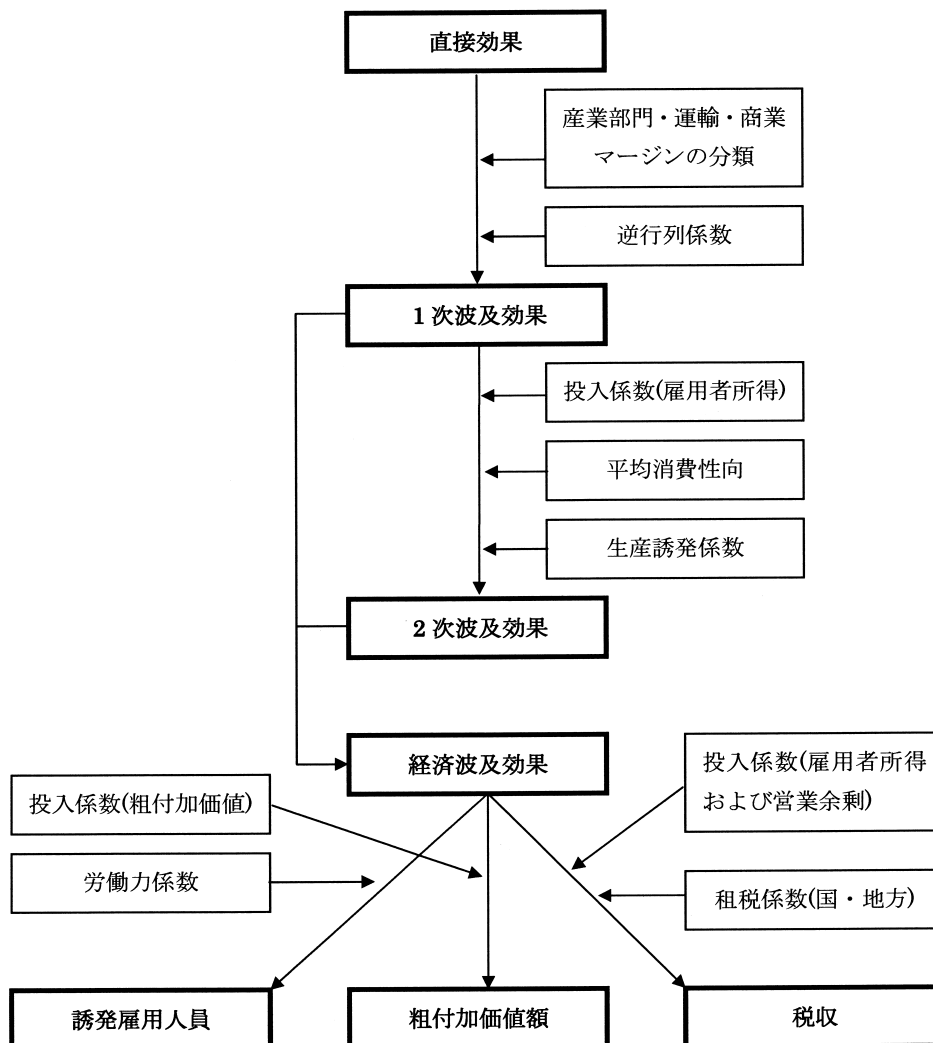 直接効果
産業部門・運輸・商業
マージンの分類
逆行列係数
1次波及効果
投入係数(雇用者所得)
平均消費性向
生産誘発係数
2次波及効果
経済波及効果
投入係数(雇用者所得
および営業余剰)
投入係数(粗付加価値)
労働力係数
租税係数(国・地方)
誘発雇用人員
粗付加価値額
税収